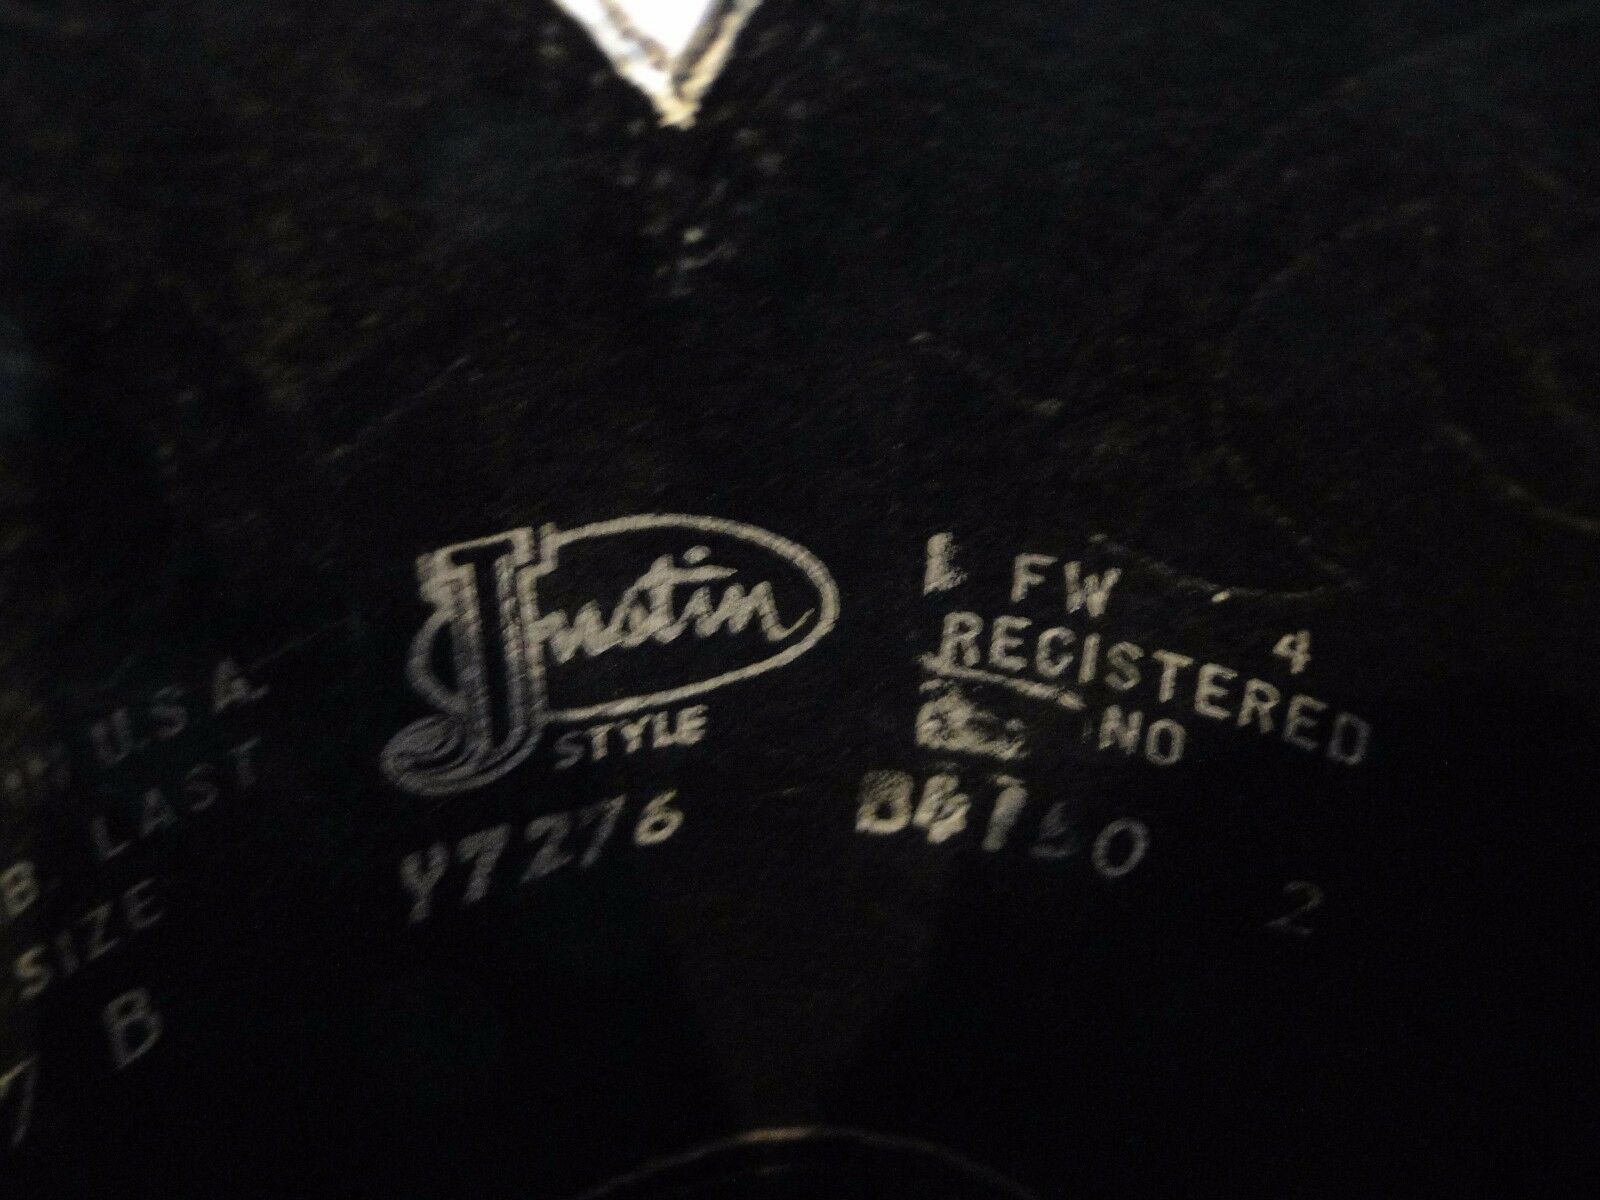 U.S.A.
LAST
B
SIZE
7 B
Justin
STYLE
Y7276
L FW 4
REGISTERED
NO
2